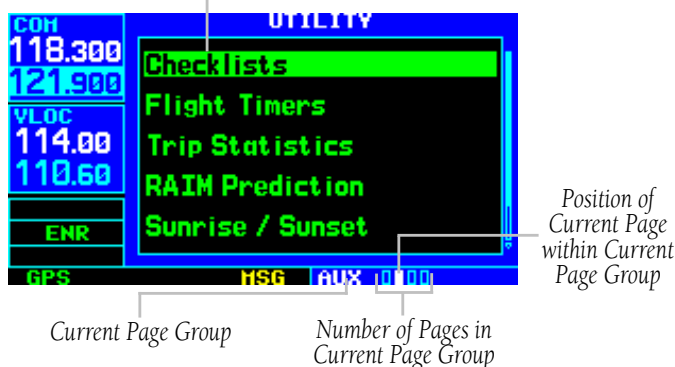 UTILITY
COM
118.300
121.900
VLOC
114.00
110.60
ENR
Checklists
Flight Timers
Trip Statistics
RAIM Prediction
Sunrise / Sunset
GPS MSG AUX
Position of
Current Page
within Current
Page Group
Current Page Group
Number of Pages in
Current Page Group